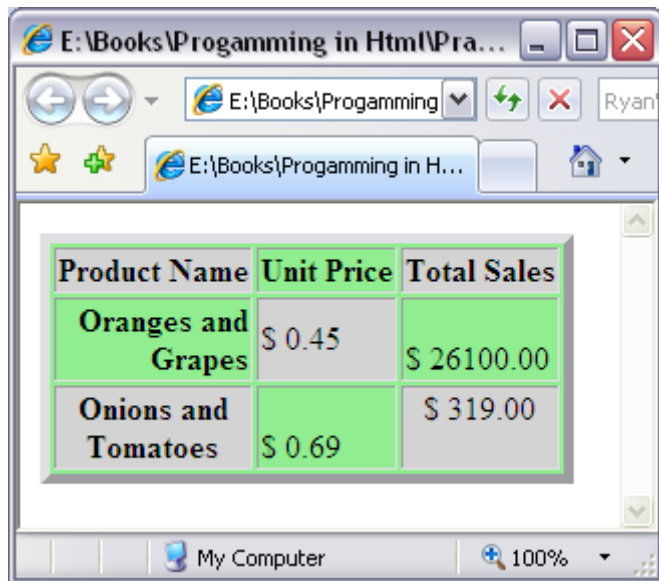 E:\Books\Progamming in Html\Pra...
E:\Books\Progamming
Ryan'
E:\Books\Progamming in H...
Product Name Unit Price Total Sales
Oranges and
Grapes
$ 0.45
$ 26100.00
Onions and
Tomatoes
$ 0.69
$ 319.00
My Computer
100%